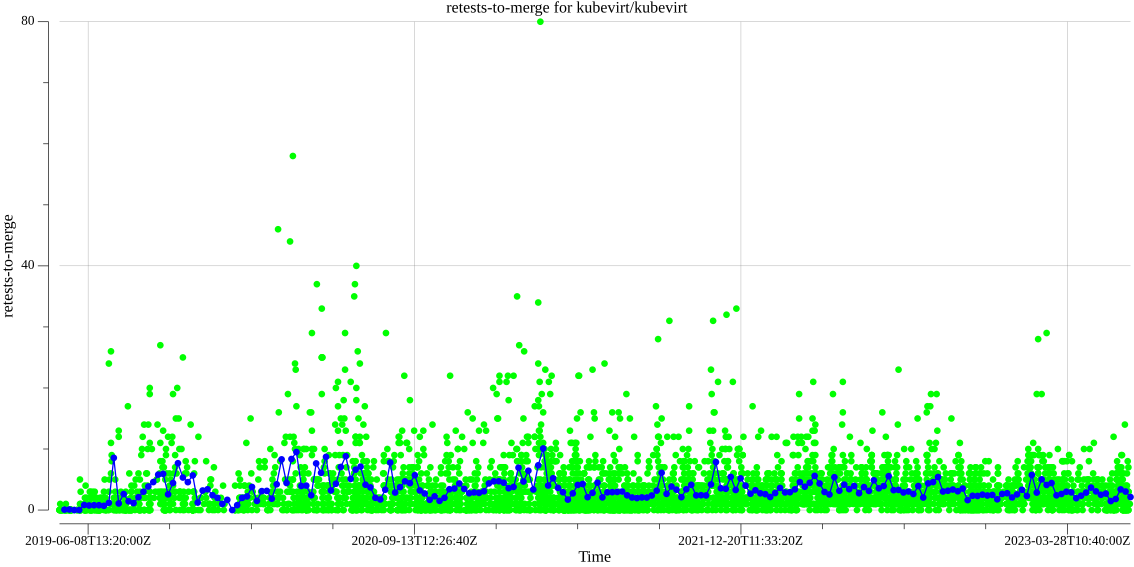 retests-to-merge for kubevirt/kubevirt
80
40
0
retests-to-merge
2019-06-08T13:20:00Z
2020-09-13T12:26:40Z
2021-12-20T11:33:20Z
2023-03-28T10:40:00Z
Time